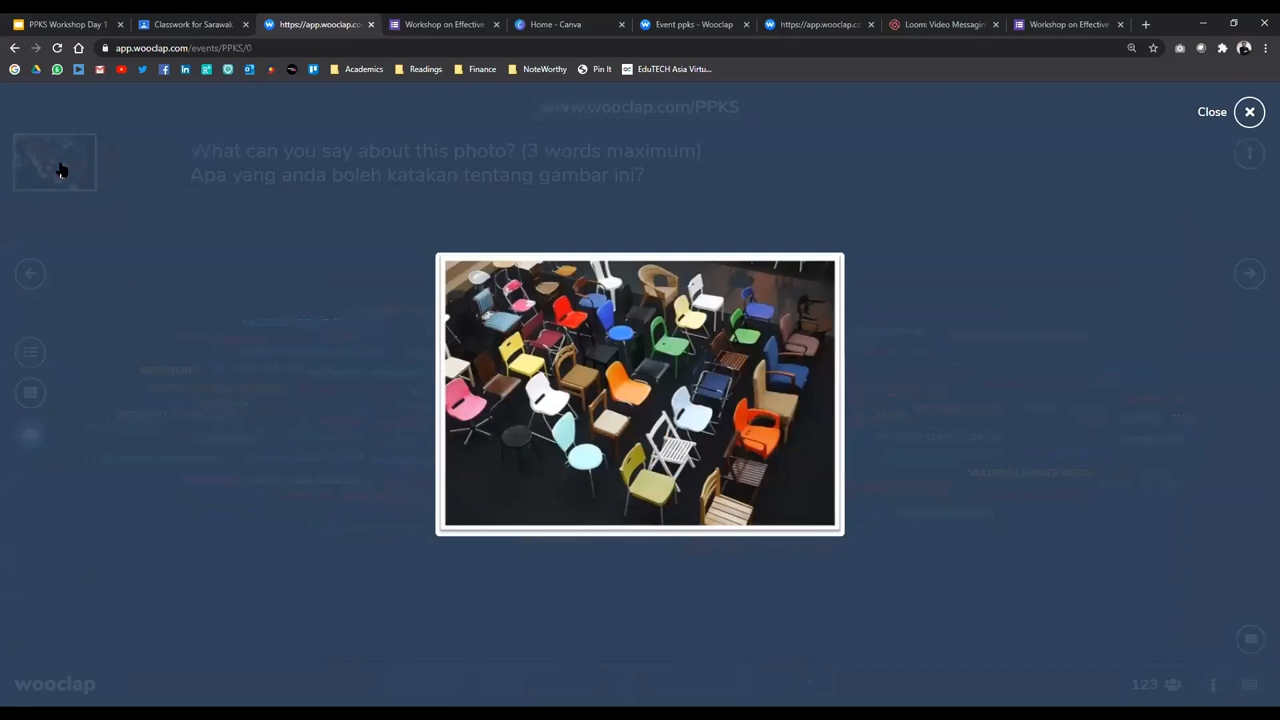 PPKS Workshop Day 1
Classwork for Sarawak
https://app.wooclap.co
Workshop on Effective
Home - Canva
Event ppks - Wooclap
https://app.wooclap.co
Loom: Video Messagin
Workshop on Effective
app.wooclap.com/events/PPKS/0
Academics
Readings
Finance
NoteWorthy
Pin It
EduTECH Asia Virtu...
www.wooclap.com/PPKS
Close
What can you say about this photo? (3 words maximum)
Apa yang anda boleh katakan tentang gambar ini?
wooclap
123